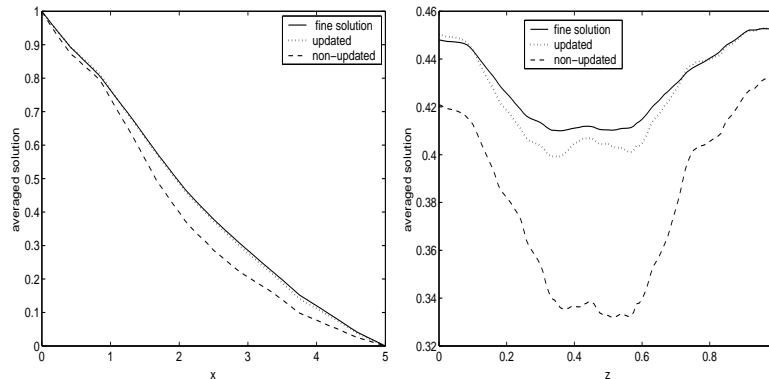 1
0.9
0.8
0.7
0.6
0.5
0.4
0.3
0.2
0.1
0
averaged solution
0 1 2 3 4 5
x
fine solution
updated
non-updated
0.46
0.44
0.42
0.4
0.38
0.36
0.34
0.32
averaged solution
0 0.2 0.4 0.6 0.8
z
fine solution
updated
non-updated